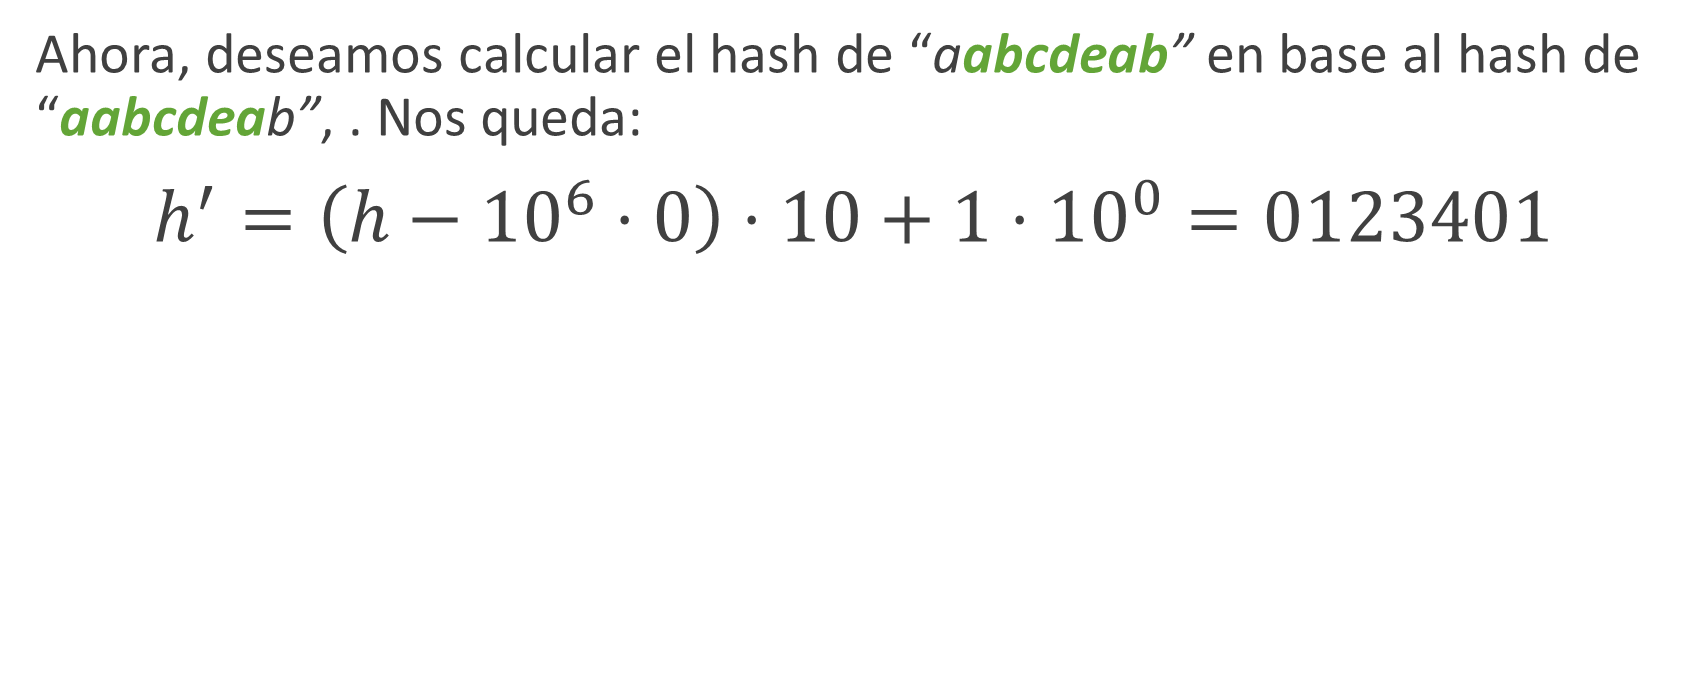 Ahora, deseamos calcular el hash de “aabcdeab” en base al hash de
“aabcdeab”, . Nos queda:
ℎ′ = (ℎ − 10⁶ · 0) · 10 + 1 · 10⁰ = 0123401